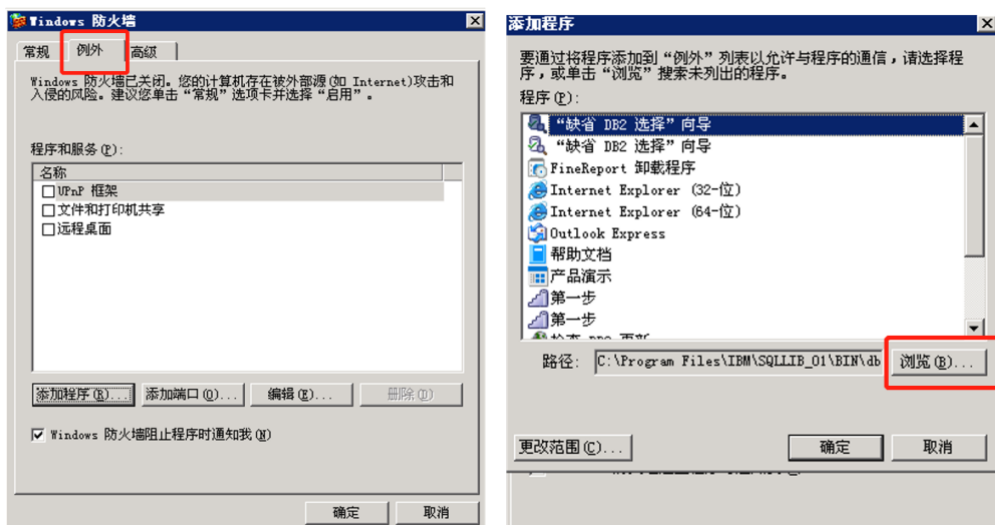 Windows 防火墙
常规
例外
高级
Windows 防火墙已关闭。您的计算机存在被外部源(如 Internet)攻击和
入侵的风险。建议您单击“常规”选项卡并选择“启用”。
程序和服务(P):
名称
UPnP 框架
文件和打印机共享
远程桌面
添加程序(R)...
添加端口(O)...
编辑(E)...
删除(D)
Windows 防火墙阻止程序时通知我(N)
确定
取消
添加程序
要通过将程序添加到“例外”列表以允许与程序的通信，请选择程
序，或单击“浏览”搜索未列出的程序。
程序(P):
“缺省 DB2 选择”向导
“缺省 DB2 选择”向导
FineReport 卸载程序
Internet Explorer (32-位)
Internet Explorer (64-位)
Outlook Express
帮助文档
产品演示
第一步
第一步
路径:
C:\Program Files\IBM\SQLLIB_01\BIN\db
浏览(B)...
更改范围(C)...
确定
取消